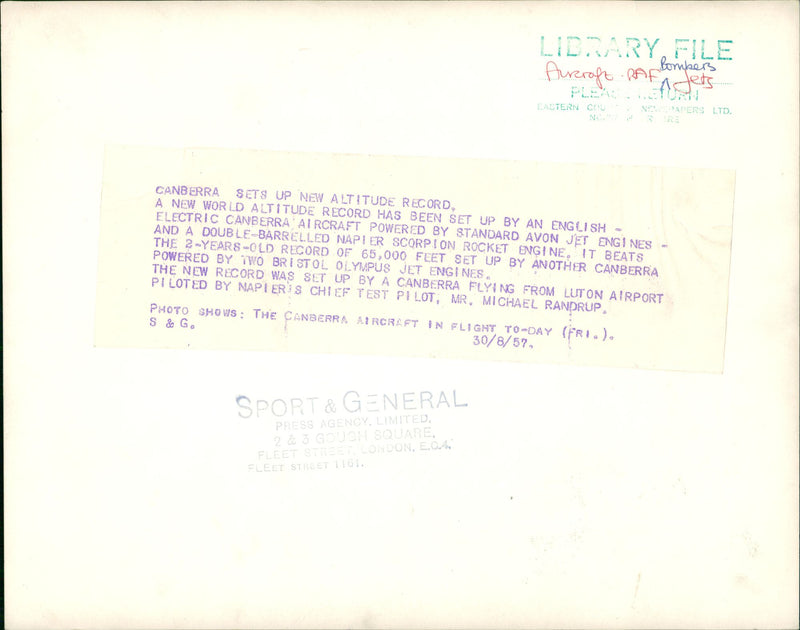 LIBRARY FILE
Bombers
Aircraft RAF Jets
PLEASE RETURN
EASTERN NEWSPAPERS LTD.
CANBERRA SETS UP NEW ALTITUDE RECORD.
A NEW WORLD ALTITUDE RECORD HAS BEEN SET UP BY AN ENGLISH -
ELECTRIC CANBERRA AIRCRAFT POWERED BY STANDARD AVON JET ENGINES -
AND A DOUBLE-BARRELLED NAPIER SCORPION ROCKET ENGINE. IT BEATS
THE 2-YEARS-OLD RECORD OF 65,000 FEET SET UP BY ANOTHER CANBERRA
POWERED BY TWO BRISTOL OLYMPUS JET ENGINES.
THE NEW RECORD WAS SET UP BY A CANBERRA FLYING FROM LUTON AIRPORT
PILOTED BY NAPIER'S CHIEF TEST PILOT, MR. MICHAEL RANDRUP.
PHOTO SHOWS: THE CANBERRA AIRCRAFT IN FLIGHT TO-DAY (FRI.).
S & G. 30/8/57.
SPORT & GENERAL
PRESS AGENCY, LIMITED,
2 & 3 GOUGH SQUARE,
FLEET STREET, LONDON, E.C.4.
FLEET STREET 1161.